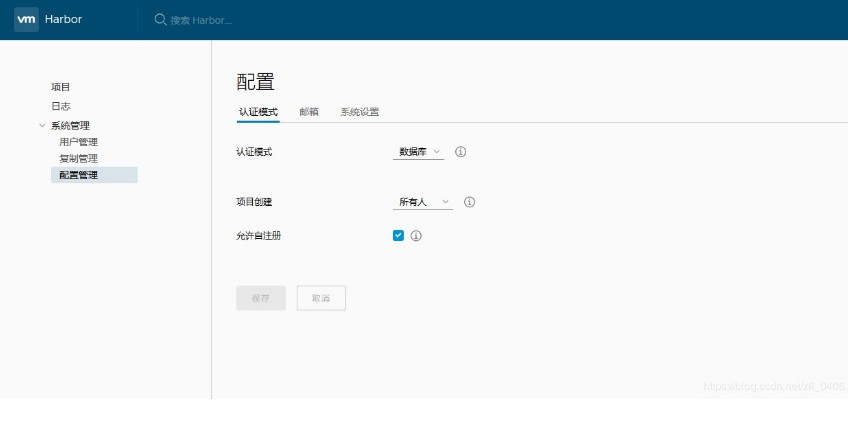 vm Harbor
搜索 Harbor...
项目
日志
系统管理
用户管理
复制管理
配置管理
配置
认证模式 邮箱 系统设置
认证模式 数据库
项目创建 所有人
允许自注册
保存 取消
https://blog.csdn.net/zll_0405